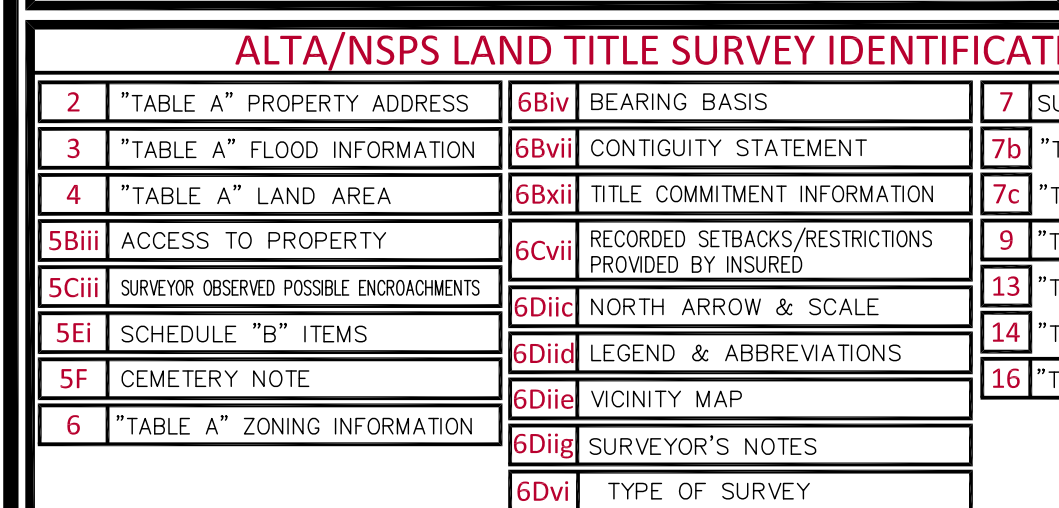 ALTA/NSPS LAND TITLE SURVEY
2 "TABLE A" PROPERTY ADDRESS
3 "TABLE A" FLOOD INFORMATION
4 "TABLE A" LAND AREA
5Biii ACCESS TO PROPERTY
5Ciii SURVEYOR OBSERVED POSSIBLE ENCROACHMENTS
5Ei SCHEDULE "B" ITEMS
5F CEMETERY NOTE
6 "TABLE A" ZONING INFORMATION
6Biv BEARING BASIS
6Bvii CONTIGUITY STATEMENT
6Bxii TITLE COMMITMENT INFORMATION
6Cvii RECORDED SETBACKS/RESTRICTIONS
PROVIDED BY INSURED
6Diic NORTH ARROW & SCALE
6Diid LEGEND & ABBREVIATIONS
6Diie VICINITY MAP
6Diig SURVEYOR'S NOTES
6Dvi TYPE OF SURVEY
7
7b
7c
9
13
14
16